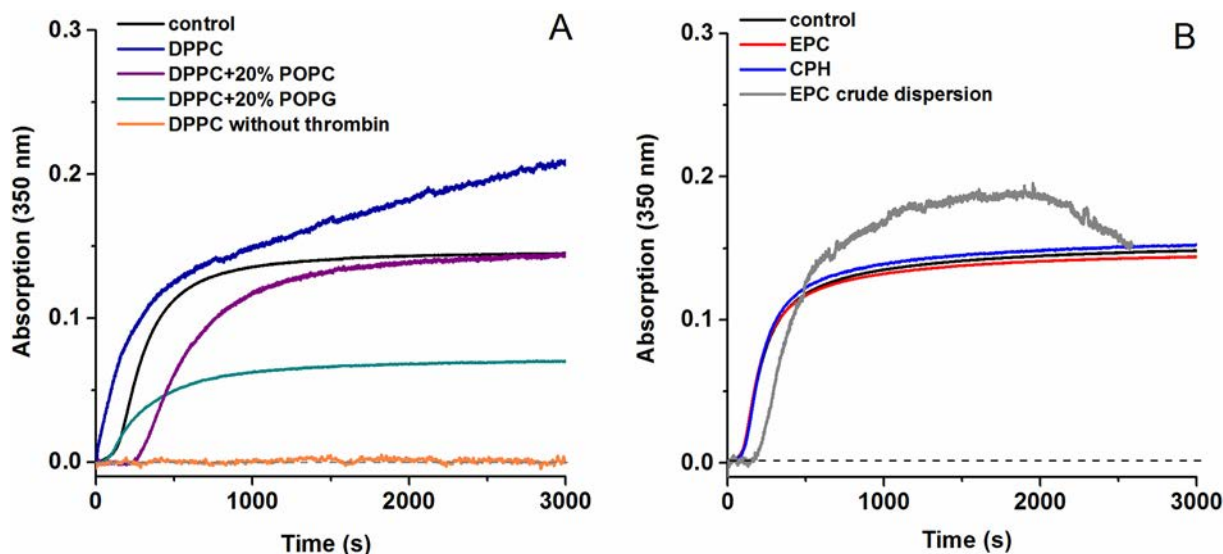 A
control
DPPC
DPPC+20% POPC
DPPC+20% POPG
DPPC without thrombin
0.3
0.2
0.1
0.0
Absorption (350 nm)
0
1000
2000
3000
Time (s)
B
control
EPC
CPH
EPC crude dispersion
0.3
0.2
0.1
0.0
Absorption (350 nm)
0
1000
2000
3000
Time (s)